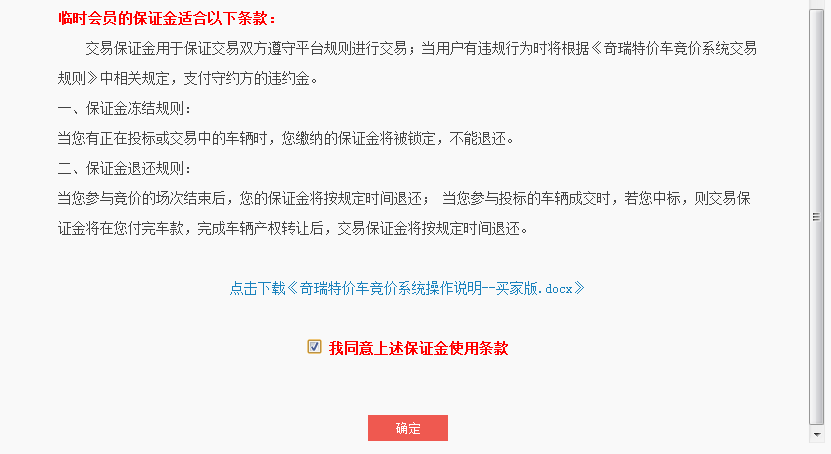 临时会员的保证金适合以下条款：
交易保证金用于保证交易双方遵守平台规则进行交易；当用户有违规行为时将根据《奇瑞特价车竞价系统交易
规则》中相关规定，支付守约方的违约金。
一、保证金冻结规则：
当您有正在投标或交易中的车辆时，您缴纳的保证金将被锁定，不能退还。
二、保证金退还规则：
当您参与竞价的场次结束后，您的保证金将按规定时间退还； 当您参与投标的车辆成交时，若您中标，则交易保
证金将在您付完车款，完成车辆产权转让后，交易保证金将按规定时间退还。
点击下载《奇瑞特价车竞价系统操作说明--买家版.docx》
我同意上述保证金使用条款
确定